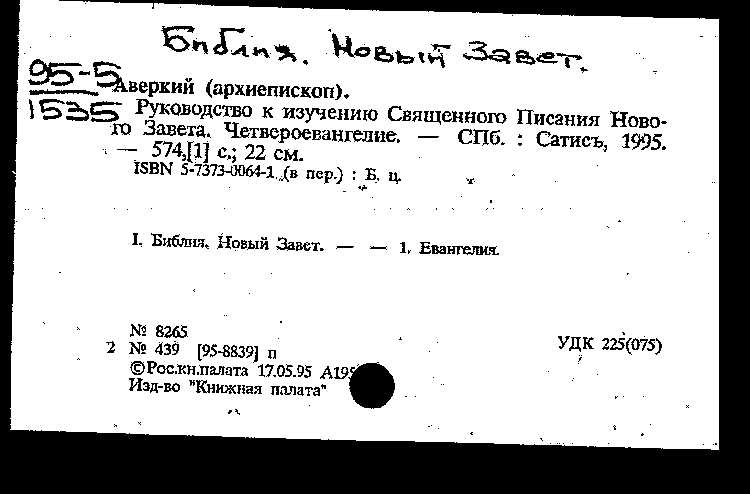 Библия. Новый Завет.
95-5
1535
Аверкий (архиепископ).
Руководство к изучению Священного Писания Ново-
го Завета. Четвероевангелие. — СПб. : Сатисъ, 1995.
— 574,[1] с.; 22 см.
ISBN 5-7373-0064-1 (в пер.) : Б. ц.
I. Библия. Новый Завет. — — 1. Евангелия.
№ 8265
2 № 439 [95-8839] п
УДК 225(075)
©Рос.кн.палата 17.05.95
Изд-во "Книжная палата"